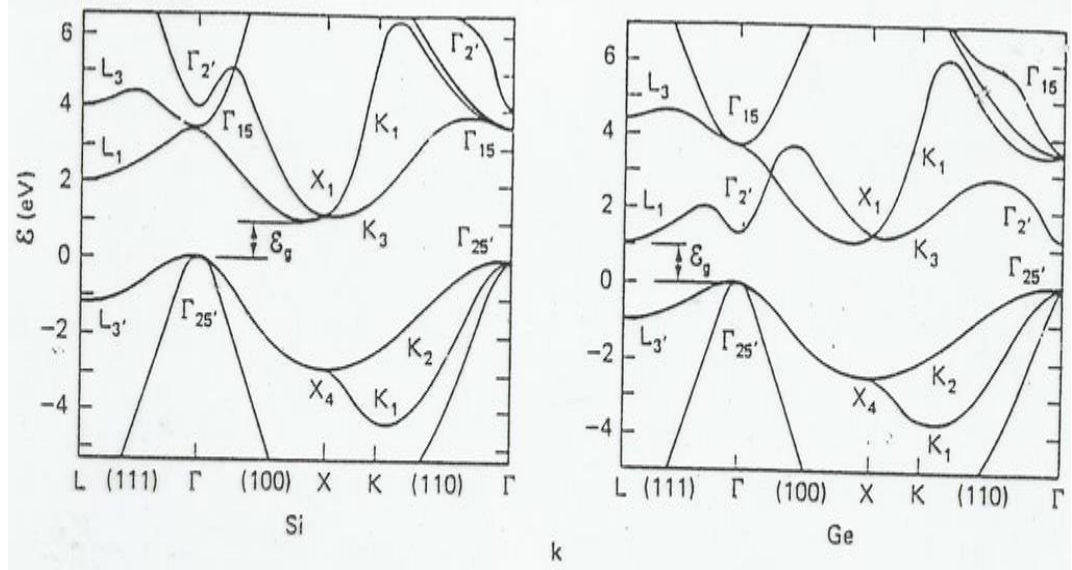 6
4
2
0
−2
−4
ℰ (eV)
L₃
L₁
L₃'
Γ₂'
Γ₁₅
Γ₂₅'
X₁
X₄
K₁
K₃
K₂
K₁
Γ₂'
Γ₁₅
Γ₂₅'
ℰg
L (111) Γ (100) X K (110) Γ
Si
6
4
2
0
−2
−4
L₃
L₁
L₃'
Γ₁₅
Γ₂'
Γ₂₅'
X₁
X₄
K₁
K₃
K₂
K₁
Γ₁₅
Γ₂'
Γ₂₅'
ℰg
L (111) Γ (100) X K (110) Γ
Ge
k